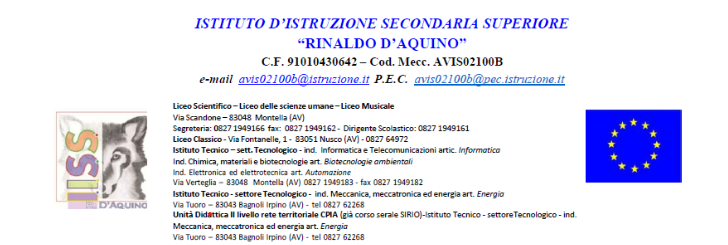 ISTITUTO D'ISTRUZIONE SECONDARIA SUPERIORE
“RINALDO D'AQUINO”
C.F. 91010430642 – Cod. Mecc. AVIS02100B
e-mail avis02100b@istruzione.it P.E.C. avis02100b@pec.istruzione.it
Liceo Scientifico – Liceo delle scienze umane – Liceo Musicale
Via Scandone – 83048 Montella (AV)
Segreteria: 0827 1949166 fax: 0827 1949162 - Dirigente Scolastico: 0827 1949161
Liceo Classico - Via Fontanelle, 1 - 83051 Nusco (AV) - 0827 64972
Istituto Tecnico – sett. Tecnologico - ind. Informatica e Telecomunicazioni artic. Informatica
Ind. Chimica, materiali e biotecnologie art. Biotecnologie ambientali
Ind. Elettronica ed elettrotecnica art. Automazione
Via Verteglia – 83048 Montella (AV) 0827 1949183 - fax 0827 1949182
Istituto Tecnico - settore Tecnologico - ind. Meccanica, meccatronica ed energia art. Energia
Via Tuoro – 83043 Bagnoli Irpino (AV) - tel 0827 62268
Unità Didattica II livello rete territoriale CPIA (già corso serale SIRIO)-Istituto Tecnico - settoreTecnologico - ind.
Meccanica, meccatronica ed energia art. Energia
Via Tuoro – 83043 Bagnoli Irpino (AV) - tel 0827 62268
IISS
D'AQUINO